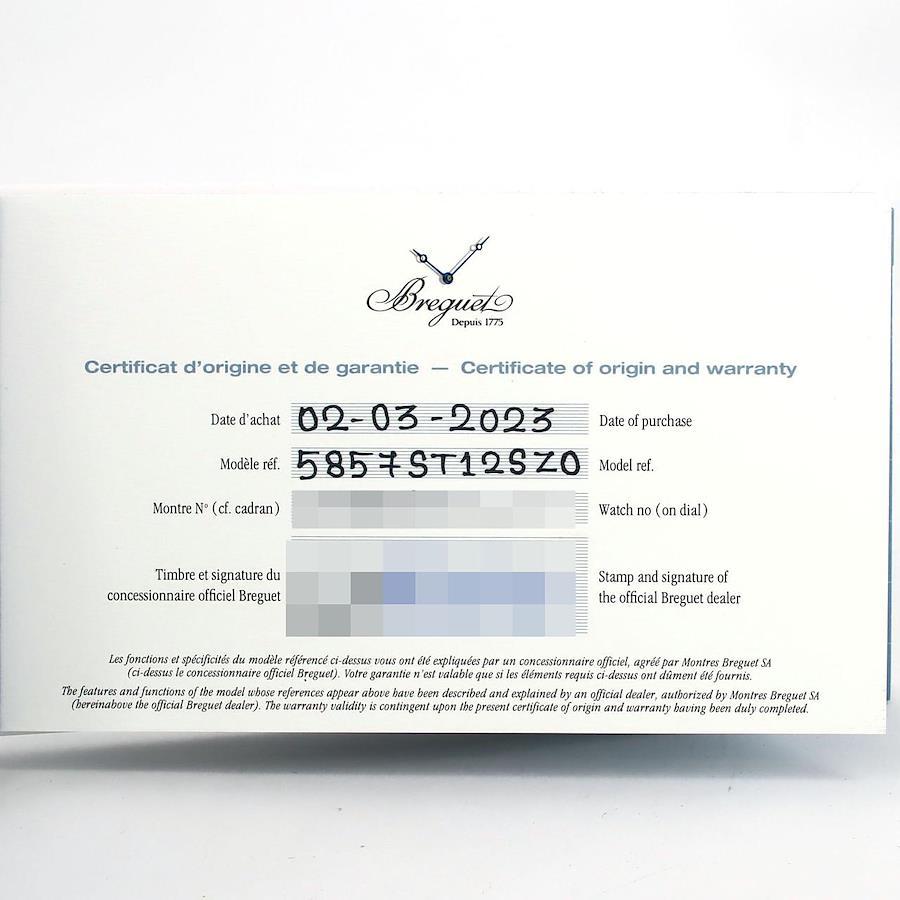 Breguet
Depuis 1775
Certificat d'origine et de garantie — Certificate of origin and warranty
Date d'achat 02-03-2023 Date of purchase
Modèle réf. 5857ST12SZ0 Model ref.
Montre N° (cf. cadran) Watch no (on dial)
Timbre et signature du Stamp and signature of
concessionnaire officiel Breguet the official Breguet dealer
Les fonctions et spécificités du modèle référencé ci-dessus vous ont été expliquées par un concessionnaire officiel, agréé par Montres Breguet SA
(ci-dessus le concessionnaire officiel Breguet). Votre garantie n'est valable que si les éléments requis ci-dessus ont dûment été fournis.
The features and functions of the model whose references appear above have been described and explained by an official dealer, authorized by Montres Breguet SA
(hereinabove the official Breguet dealer). The warranty validity is contingent upon the present certificate of origin and warranty having been duly completed.